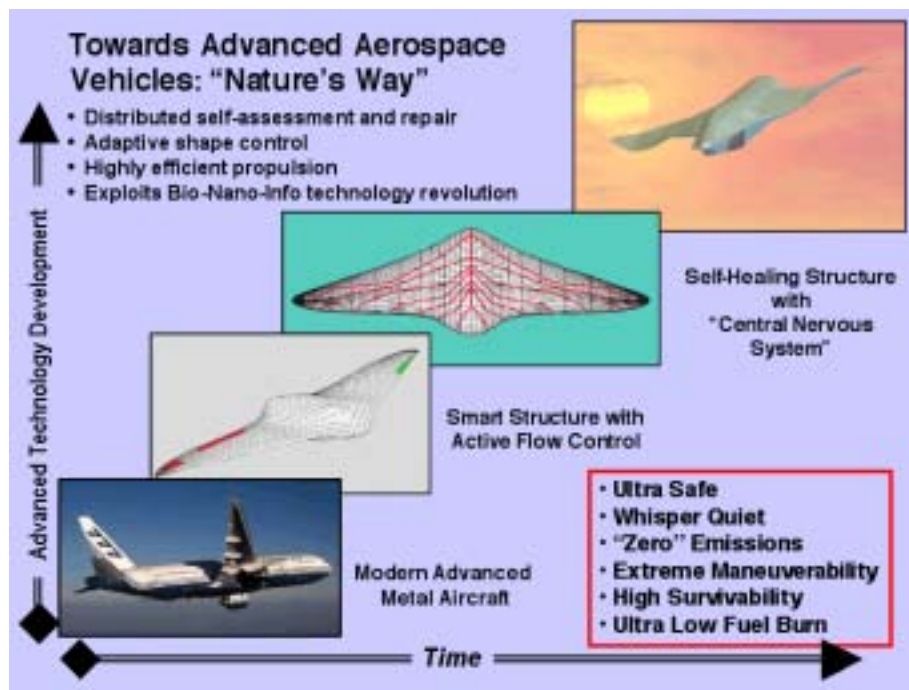 Towards Advanced Aerospace
Vehicles: “Nature’s Way”
• Distributed self-assessment and repair
• Adaptive shape control
• Highly efficient propulsion
• Exploits Bio-Nano-Info technology revolution
Advanced Technology Development
Self-Healing Structure
with
“Central Nervous
System”
Smart Structure with
Active Flow Control
Modern Advanced
Metal Aircraft
• Ultra Safe
• Whisper Quiet
• “Zero” Emissions
• Extreme Maneuverability
• High Survivability
• Ultra Low Fuel Burn
Time